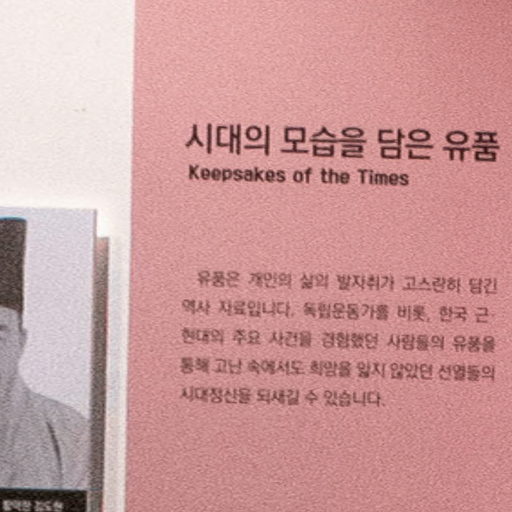 시대의 모습을 담은 유품
Keepsakes of the Times
유품은 개인의 삶의 발자취가 고스란히 담긴
역사 자료입니다. 독립운동가를 비롯, 한국 근·
현대의 주요 사건을 경험했던 사람들의 유품을
통해 고난 속에서도 희망을 잃지 않았던 선열들의
시대정신을 되새길 수 있습니다.